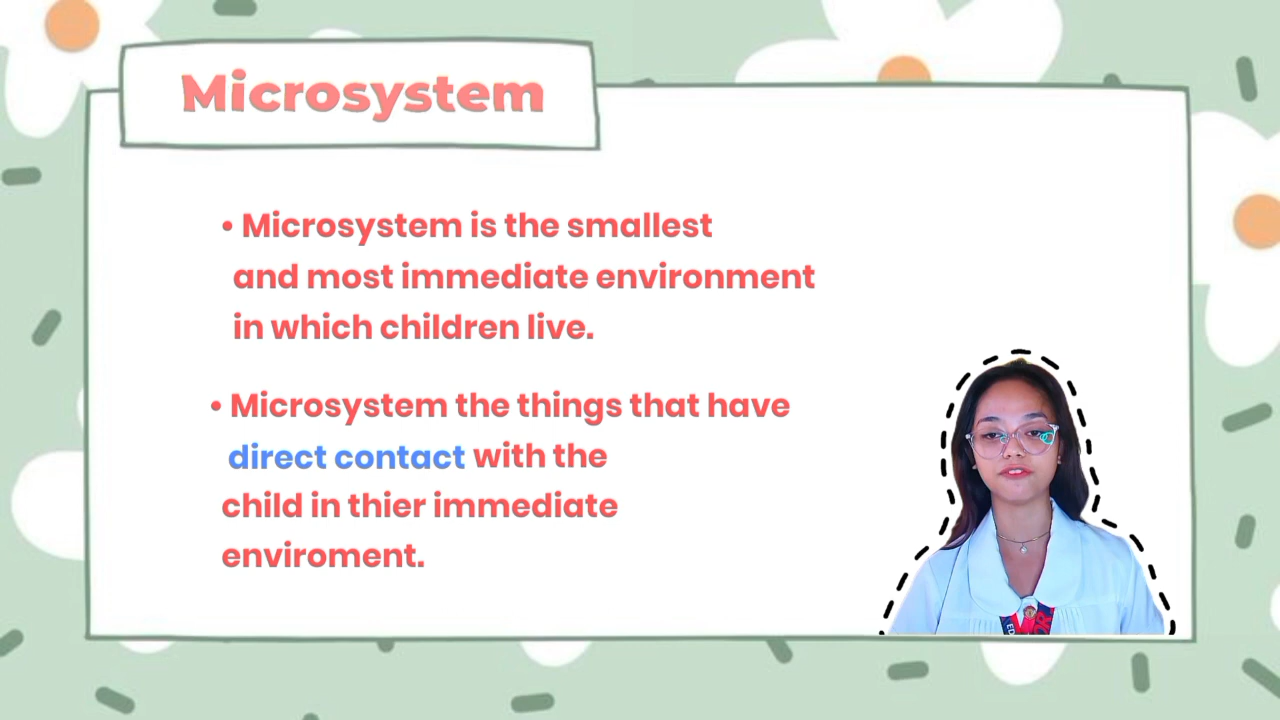 Microsystem
• Microsystem is the smallest
and most immediate environment
in which children live.
• Microsystem the things that have
direct contact with the
child in thier immediate
enviroment.